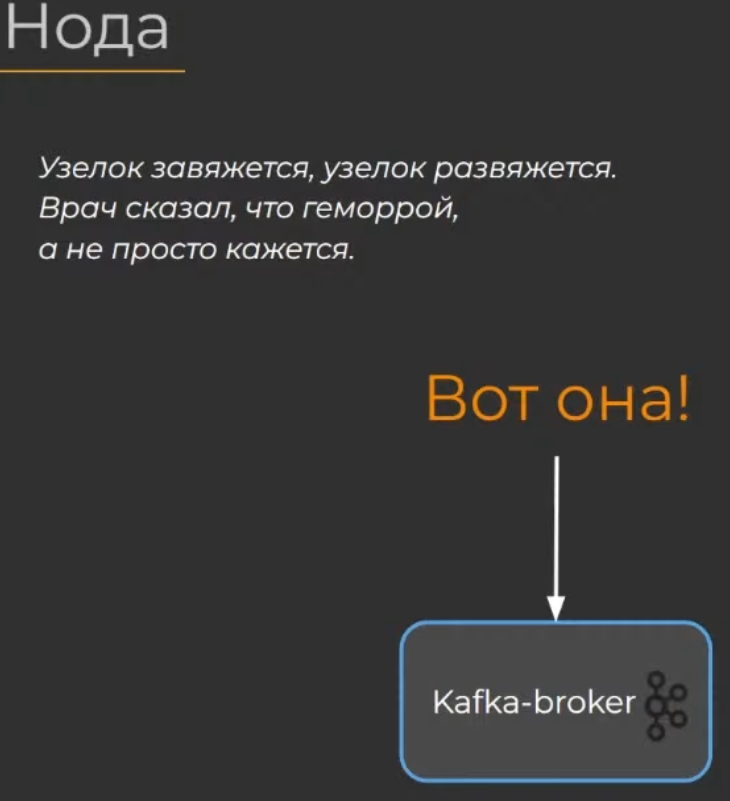 Нода
Узелок завяжется, узелок развяжется.
Врач сказал, что геморрой,
а не просто кажется.
Вот она!
Kafka-broker